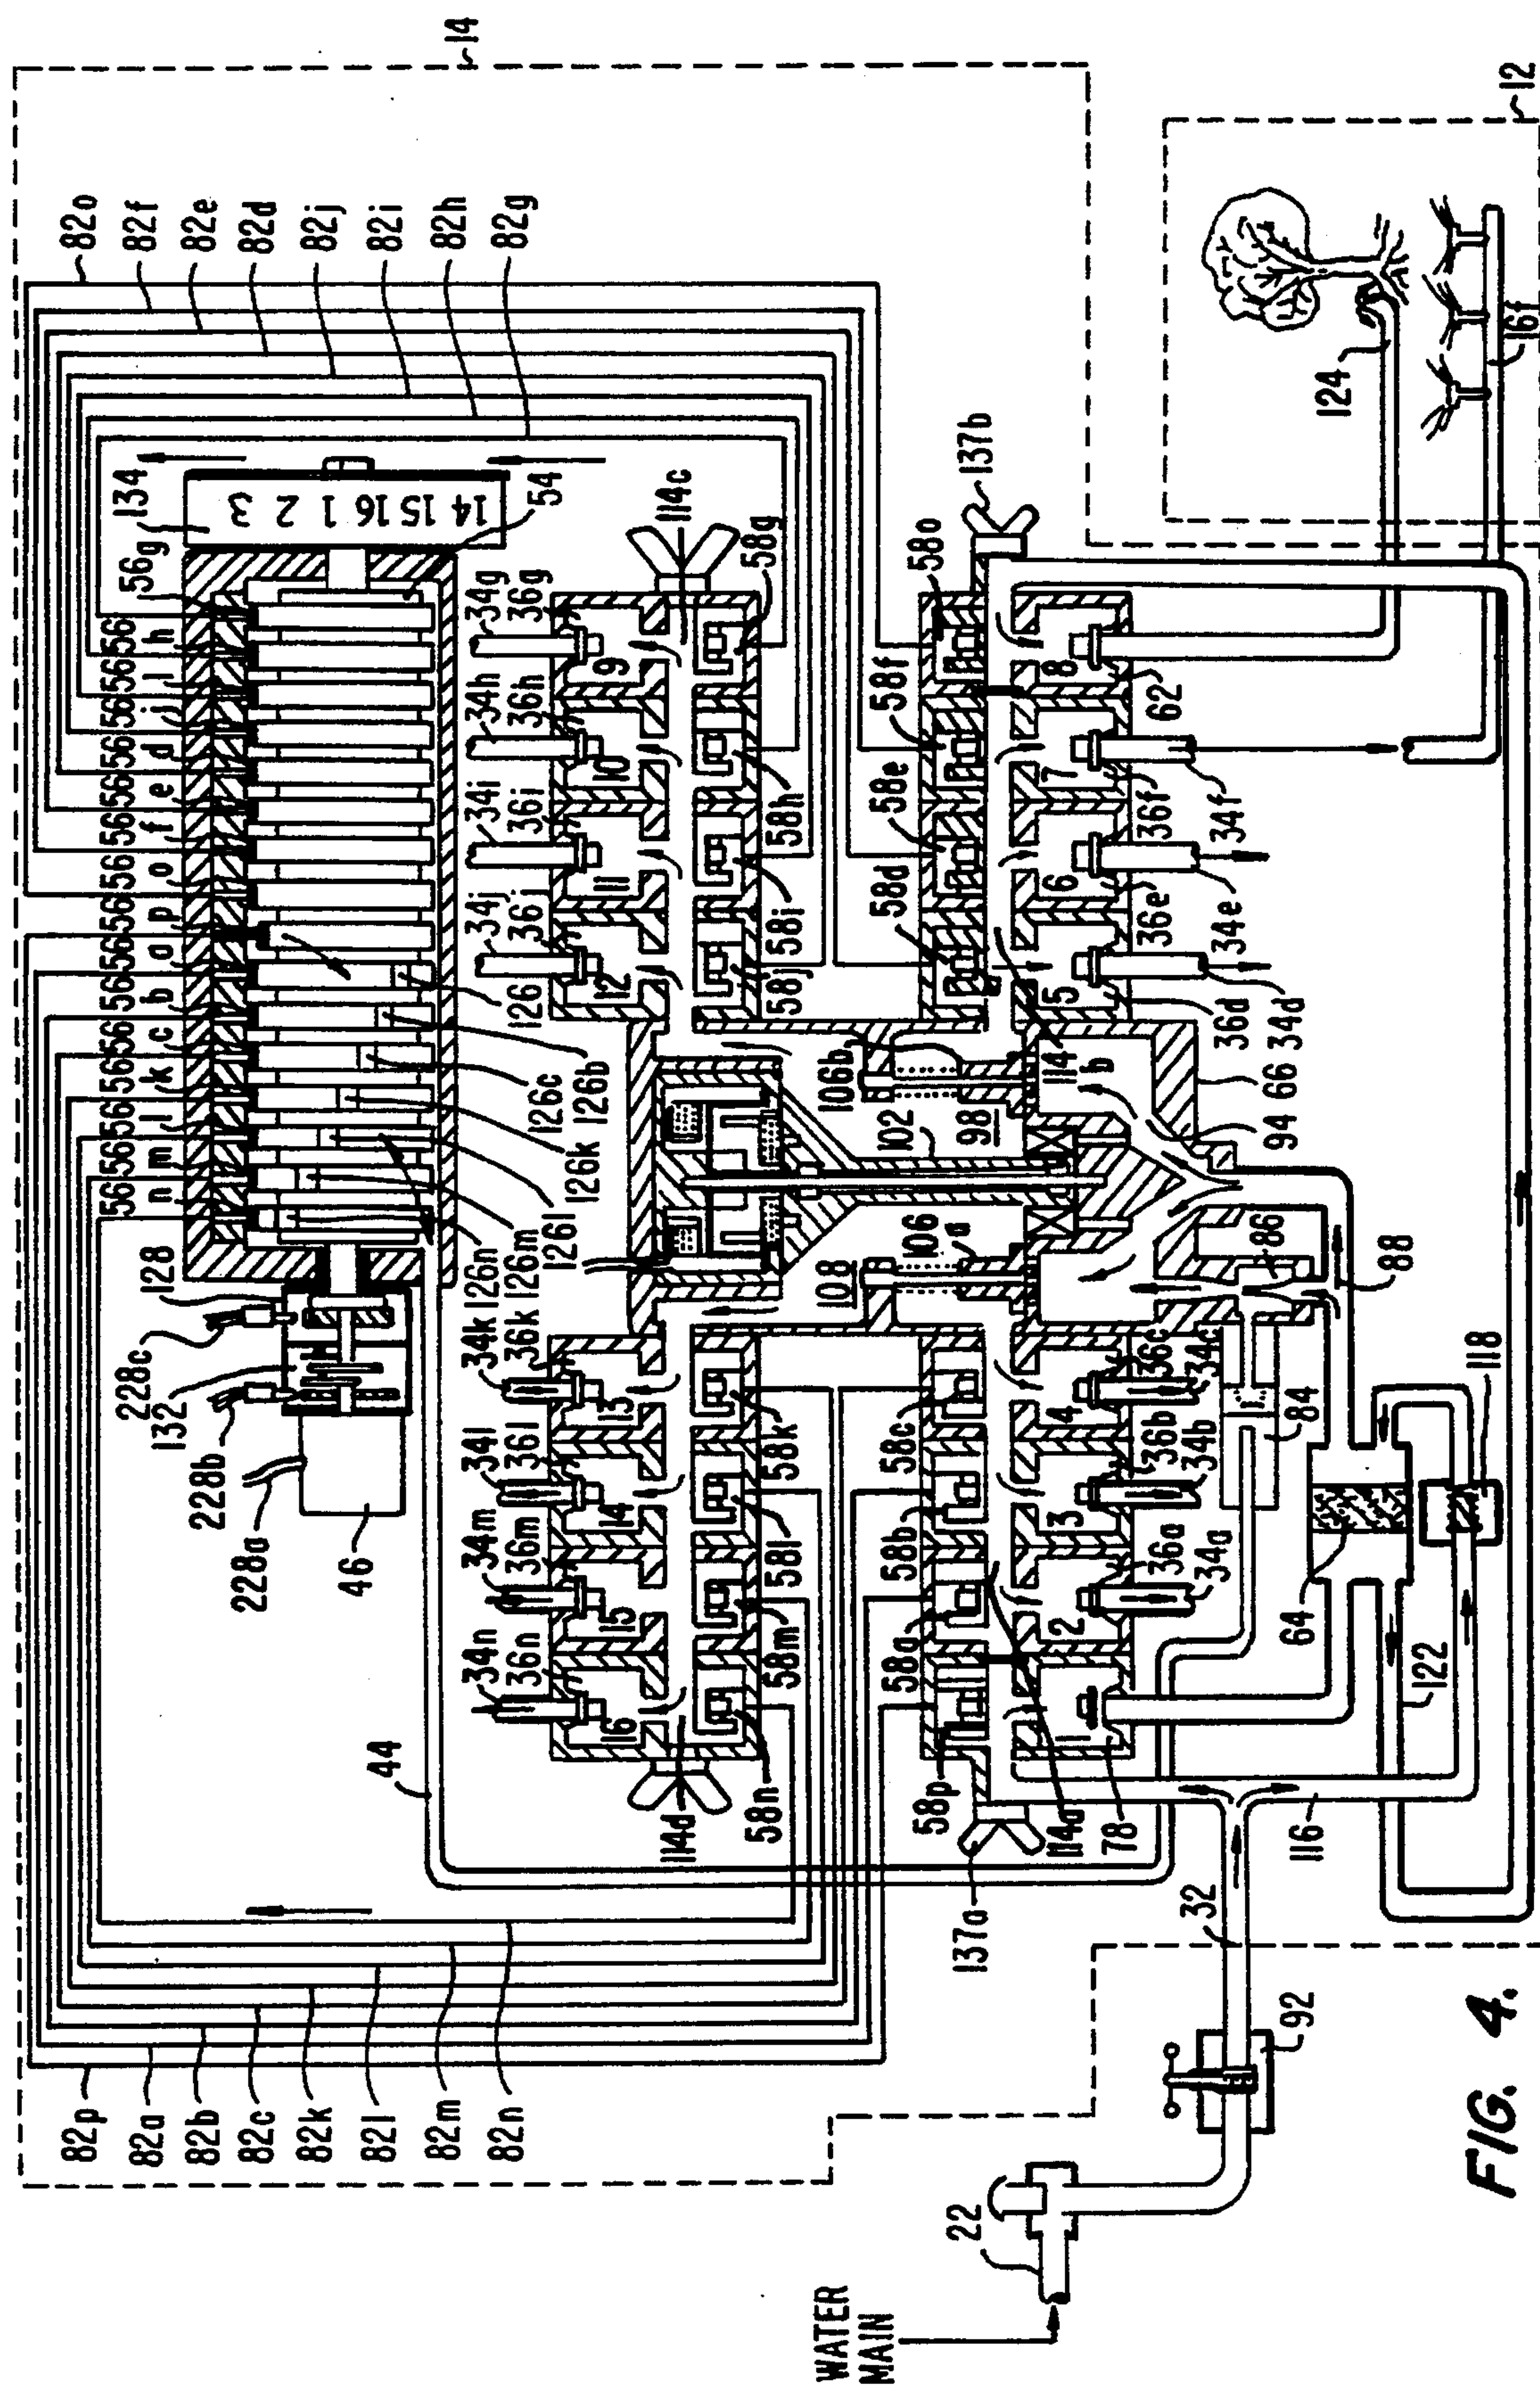 14
82o
82f
82e
82d
82j
82i
82h
82g
134
3 2 1 16 15 14
54
56g
56 h
56 i
56 j
56 d
56 e
56 f
56 o
56 p
56 a
56 b
56 c
56 k
56 l
56 m
56 n
126
126b
126c
126k
126l
126m
126n
128
228c
132
228b
228a
46
44
34g
36g
34h
36h
34i
36i
34j
36j
9
10
11
12
114c
58g
58h
58i
58j
34k
36k
34l
36l
34m
36m
34n
36n
13
14
15
16
58k
58l
58m
58n
114d
106b
102
98
106a
108
114b
94
66
86
88
58o
58f
58e
58d
137b
8
7
6
5
62
36f
34f
36e
34e
36d
34d
58c
58b
58a
58p
4
3
2
1
36c
34c
36b
34b
36a
34a
84
118
64
122
114a
78
116
137a
32
92
22
WATER
MAIN
82p
82a
82b
82c
82k
82l
82m
82n
12
124
16f
FIG. 4.